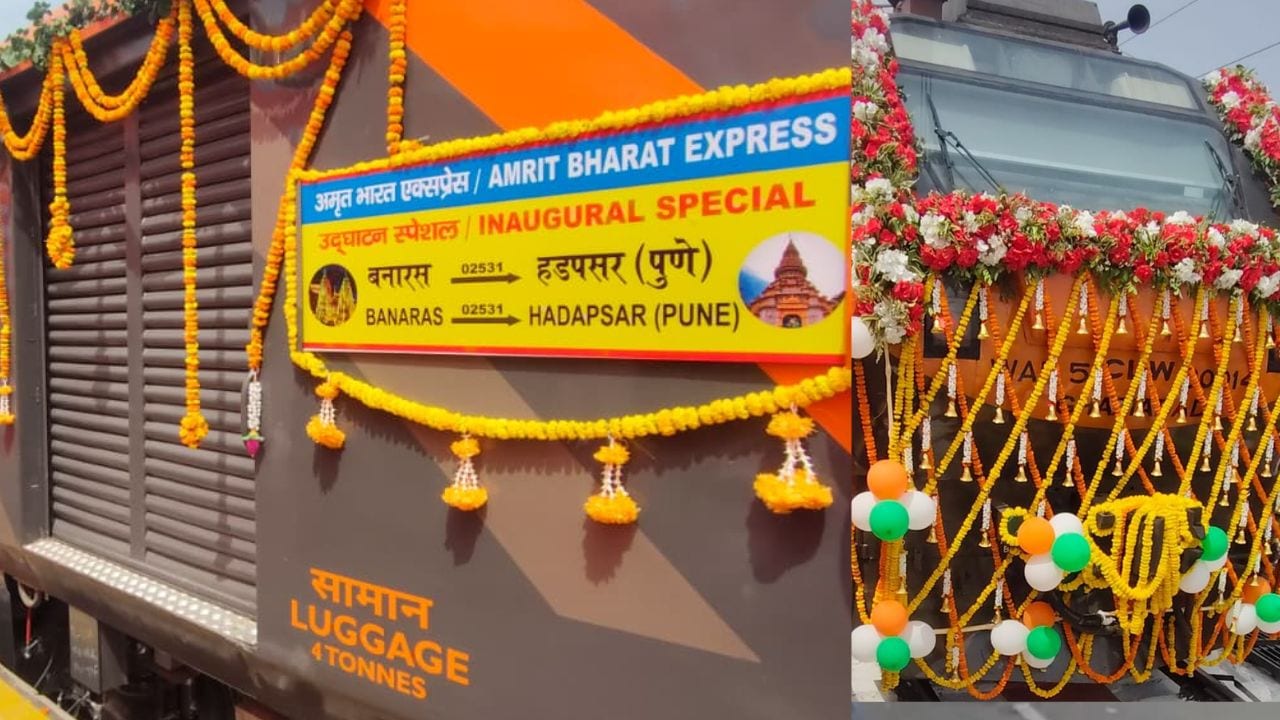 अमृत भारत एक्सप्रेस / AMRIT BHARAT EXPRESS
उद्घाटन स्पेशल / INAUGURAL SPECIAL
बनारस 02531 हडपसर (पुणे)
BANARAS 02531 HADAPSAR (PUNE)
सामान
LUGGAGE
4 TONNES